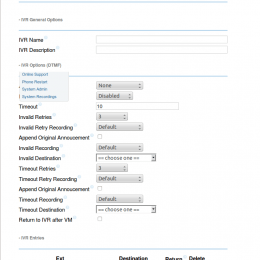 - IVR General Options
IVR Name
IVR Description
- IVR Options (DTMF)
Online Support
Phone Restart
System Admin
System Recordings
None
Disabled
Timeout 10
Invalid Retries 3
Invalid Retry Recording Default
Append Original Annoucement
Invalid Recording Default
Invalid Destination == choose one ==
Timeout Retries 3
Timeout Retry Recording Default
Append Original Annoucement
Timeout Recording Default
Timeout Destination == choose one ==
Return to IVR after VM
- IVR Entries
Ext Destination Return Delete